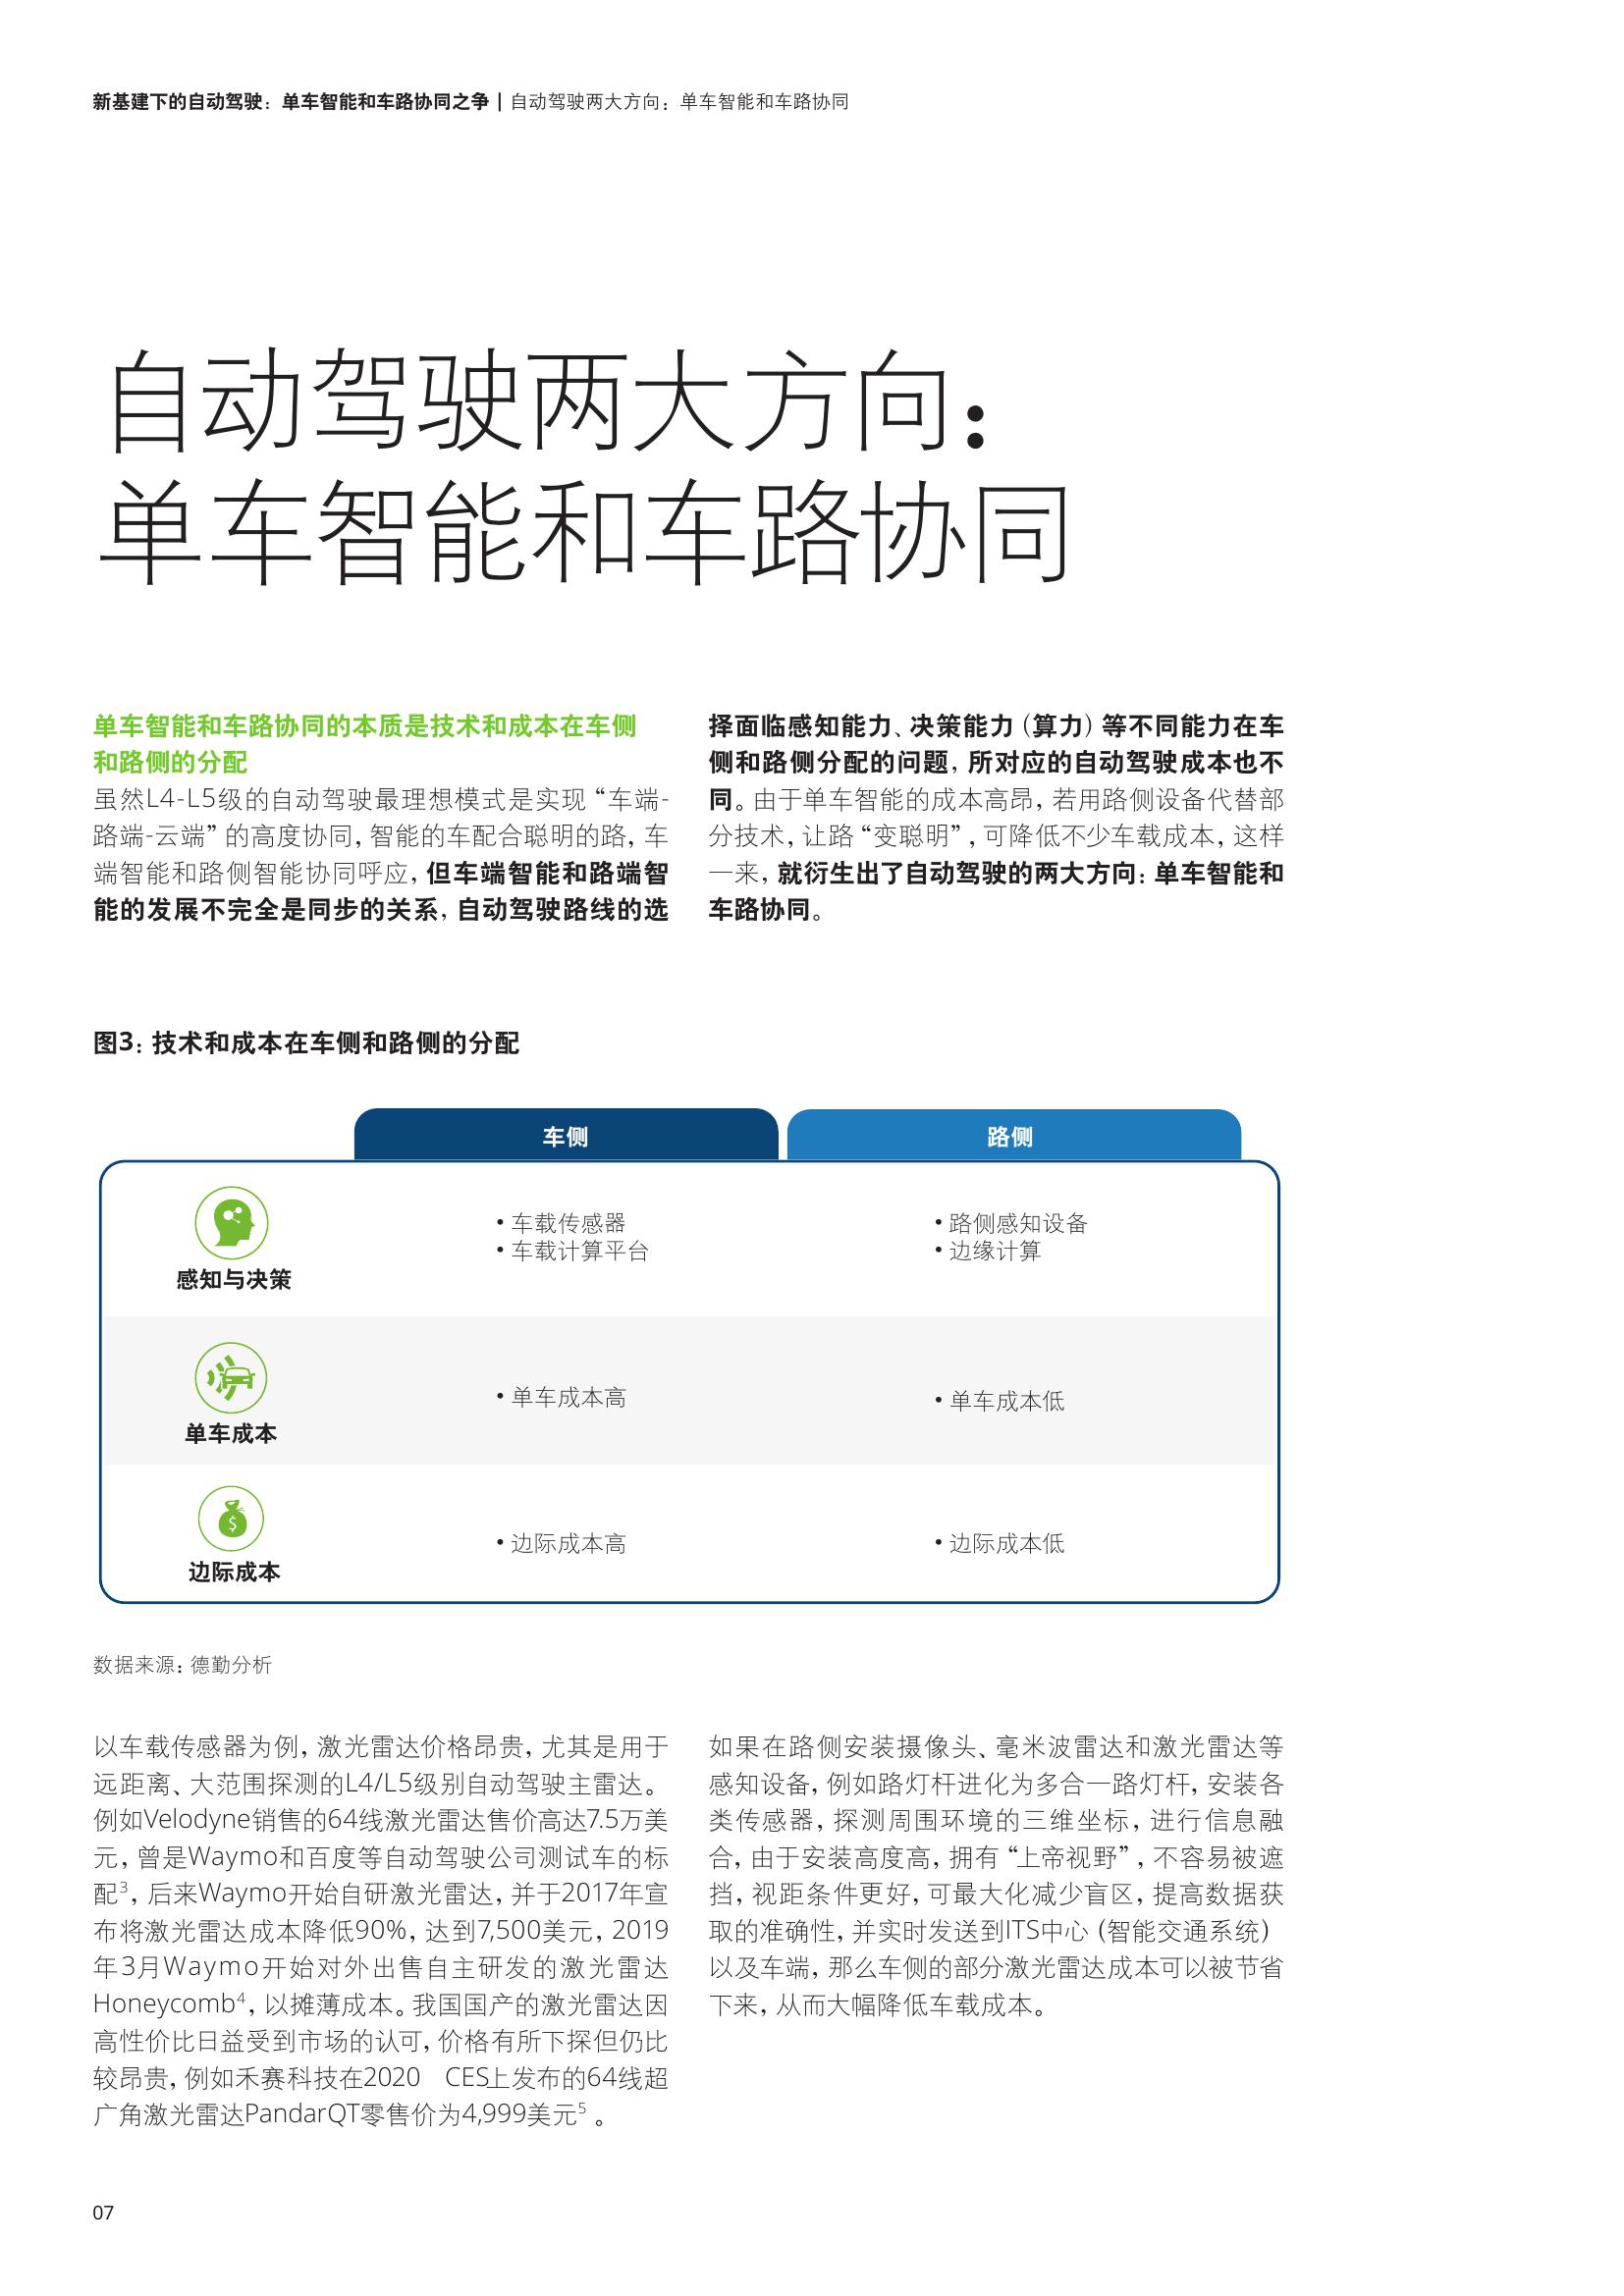 新基建下的自动驾驶：单车智能和车路协同之争 | 自动驾驶两大方向：单车智能和车路协同
自动驾驶两大方向：
单车智能和车路协同
单车智能和车路协同的本质是技术和成本在车侧
和路侧的分配
虽然L4-L5级的自动驾驶最理想模式是实现“车端-
路端-云端”的高度协同，智能的车配合聪明的路，车
端智能和路侧智能协同呼应，但车端智能和路端智
能的发展不完全是同步的关系，自动驾驶路线的选
择面临感知能力、决策能力（算力）等不同能力在车
侧和路侧分配的问题，所对应的自动驾驶成本也不
同。由于单车智能的成本高昂，若用路侧设备代替部
分技术，让路“变聪明”，可降低不少车载成本，这样
一来，就衍生出了自动驾驶的两大方向：单车智能和
车路协同。
图3：技术和成本在车侧和路侧的分配
车侧
路侧
感知与决策
• 车载传感器
• 车载计算平台
• 路侧感知设备
• 边缘计算
单车成本
• 单车成本高
• 单车成本低
$
边际成本
• 边际成本高
• 边际成本低
数据来源：德勤分析
以车载传感器为例，激光雷达价格昂贵，尤其是用于
远距离、大范围探测的L4/L5级别自动驾驶主雷达。
例如Velodyne销售的64线激光雷达售价高达7.5万美
元，曾是Waymo和百度等自动驾驶公司测试车的标
配3，后来Waymo开始自研激光雷达，并于2017年宣
布将激光雷达成本降低90%，达到7,500美元，2019
年3月Waymo开始对外出售自主研发的激光雷达
Honeycomb4，以摊薄成本。我国国产的激光雷达因
高性价比日益受到市场的认可，价格有所下探但仍比
较昂贵，例如禾赛科技在2020 CES上发布的64线超
广角激光雷达PandarQT零售价为4,999美元5 。
如果在路侧安装摄像头、毫米波雷达和激光雷达等
感知设备，例如路灯杆进化为多合一路灯杆，安装各
类传感器，探测周围环境的三维坐标，进行信息融
合，由于安装高度高，拥有“上帝视野”，不容易被遮
挡，视距条件更好，可最大化减少盲区，提高数据获
取的准确性，并实时发送到ITS中心（智能交通系统）
以及车端，那么车侧的部分激光雷达成本可以被节省
下来，从而大幅降低车载成本。
07